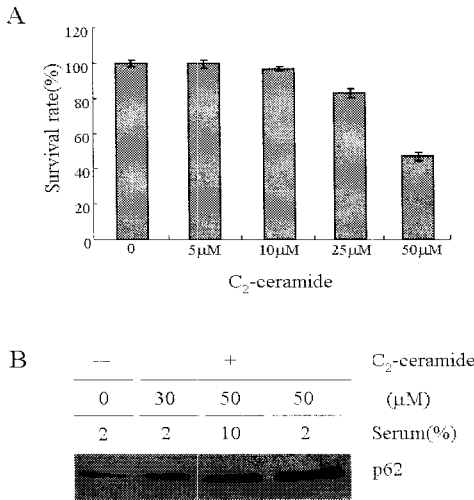 A
Survival rate(%)
120
100
80
60
40
20
0
0 5μM 10μM 25μM 50μM
C₂-ceramide
B
— + C₂-ceramide
0 30 50 50 (μM)
2 2 10 2 Serum(%)
p62